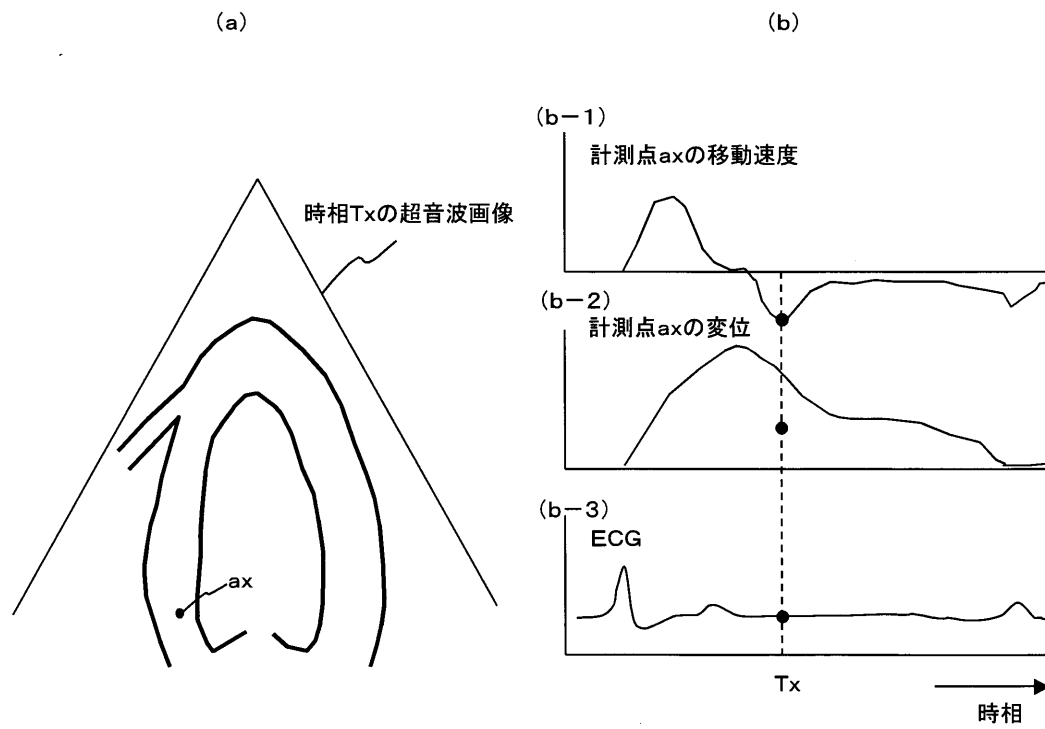 (a)
時相Txの超音波画像
ax
(b)
(b-1)
計測点axの移動速度
(b-2)
計測点axの変位
(b-3)
ECG
Tx
時相